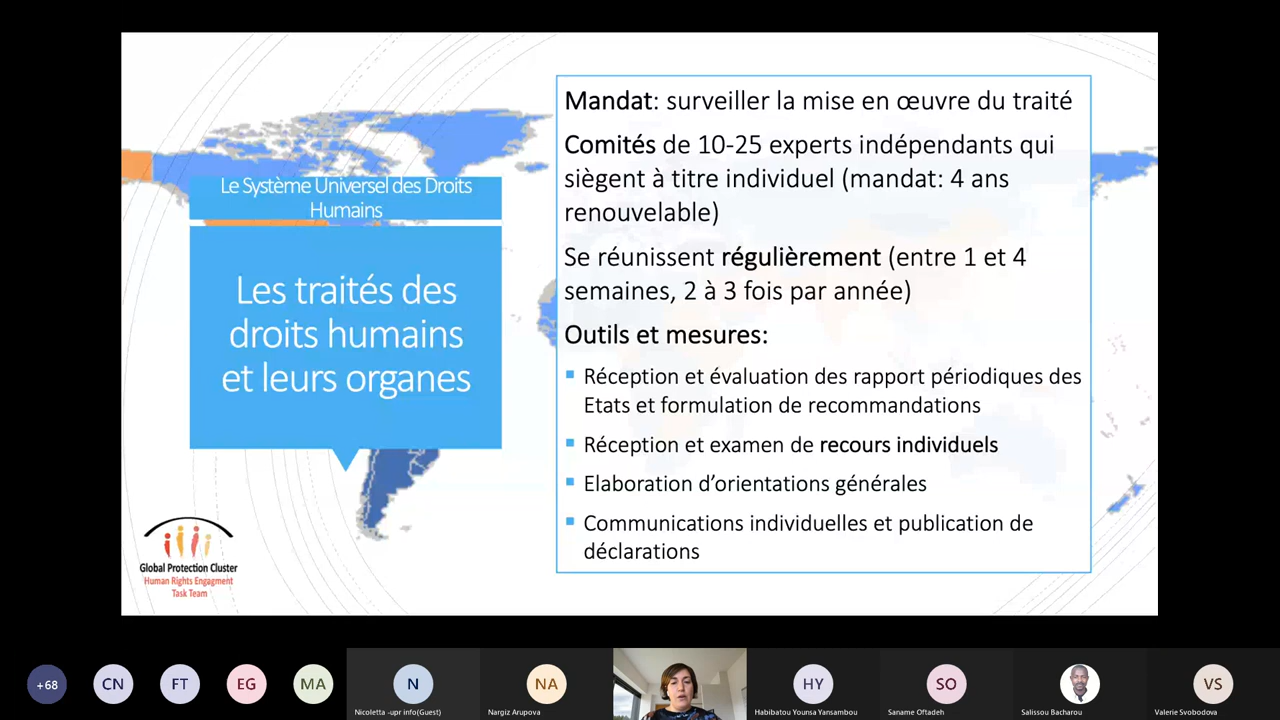 Le Système Universel des Droits
Humains
Les traités des
droits humains
et leurs organes
Mandat: surveiller la mise en œuvre du traité
Comités de 10-25 experts indépendants qui
siègent à titre individuel (mandat: 4 ans
renouvelable)
Se réunissent régulièrement (entre 1 et 4
semaines, 2 à 3 fois par année)
Outils et mesures:
Réception et évaluation des rapport périodiques des
Etats et formulation de recommandations
Réception et examen de recours individuels
Elaboration d’orientations générales
Communications individuelles et publication de
déclarations
Global Protection Cluster
Human Rights Engagment
Task Team
+68
CN
FT
EG
MA
N
Nicoletta -upr info(Guest)
NA
Nargiz Arupova
HY
Habibatou Younsa Yansambou
SO
Saname Oftadeh
Salissou Bacharou
VS
Valerie Svobodova